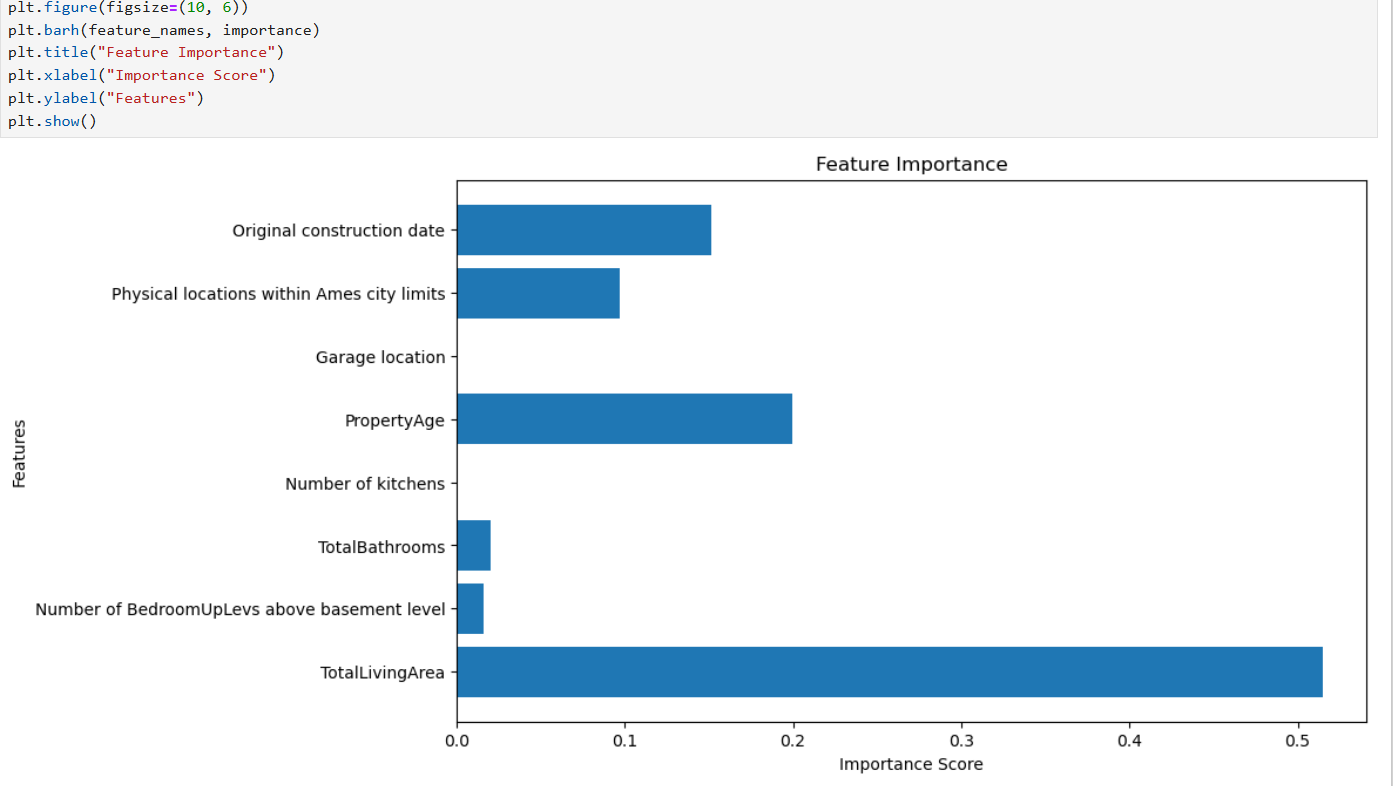 plt.figure(figsize=(10, 6))
plt.barh(feature_names, importance)
plt.title("Feature Importance")
plt.xlabel("Importance Score")
plt.ylabel("Features")
plt.show()
Feature Importance
Original construction date
Physical locations within Ames city limits
Garage location
PropertyAge
Number of kitchens
TotalBathrooms
Number of BedroomUpLevs above basement level
TotalLivingArea
Features
0.0 0.1 0.2 0.3 0.4 0.5
Importance Score